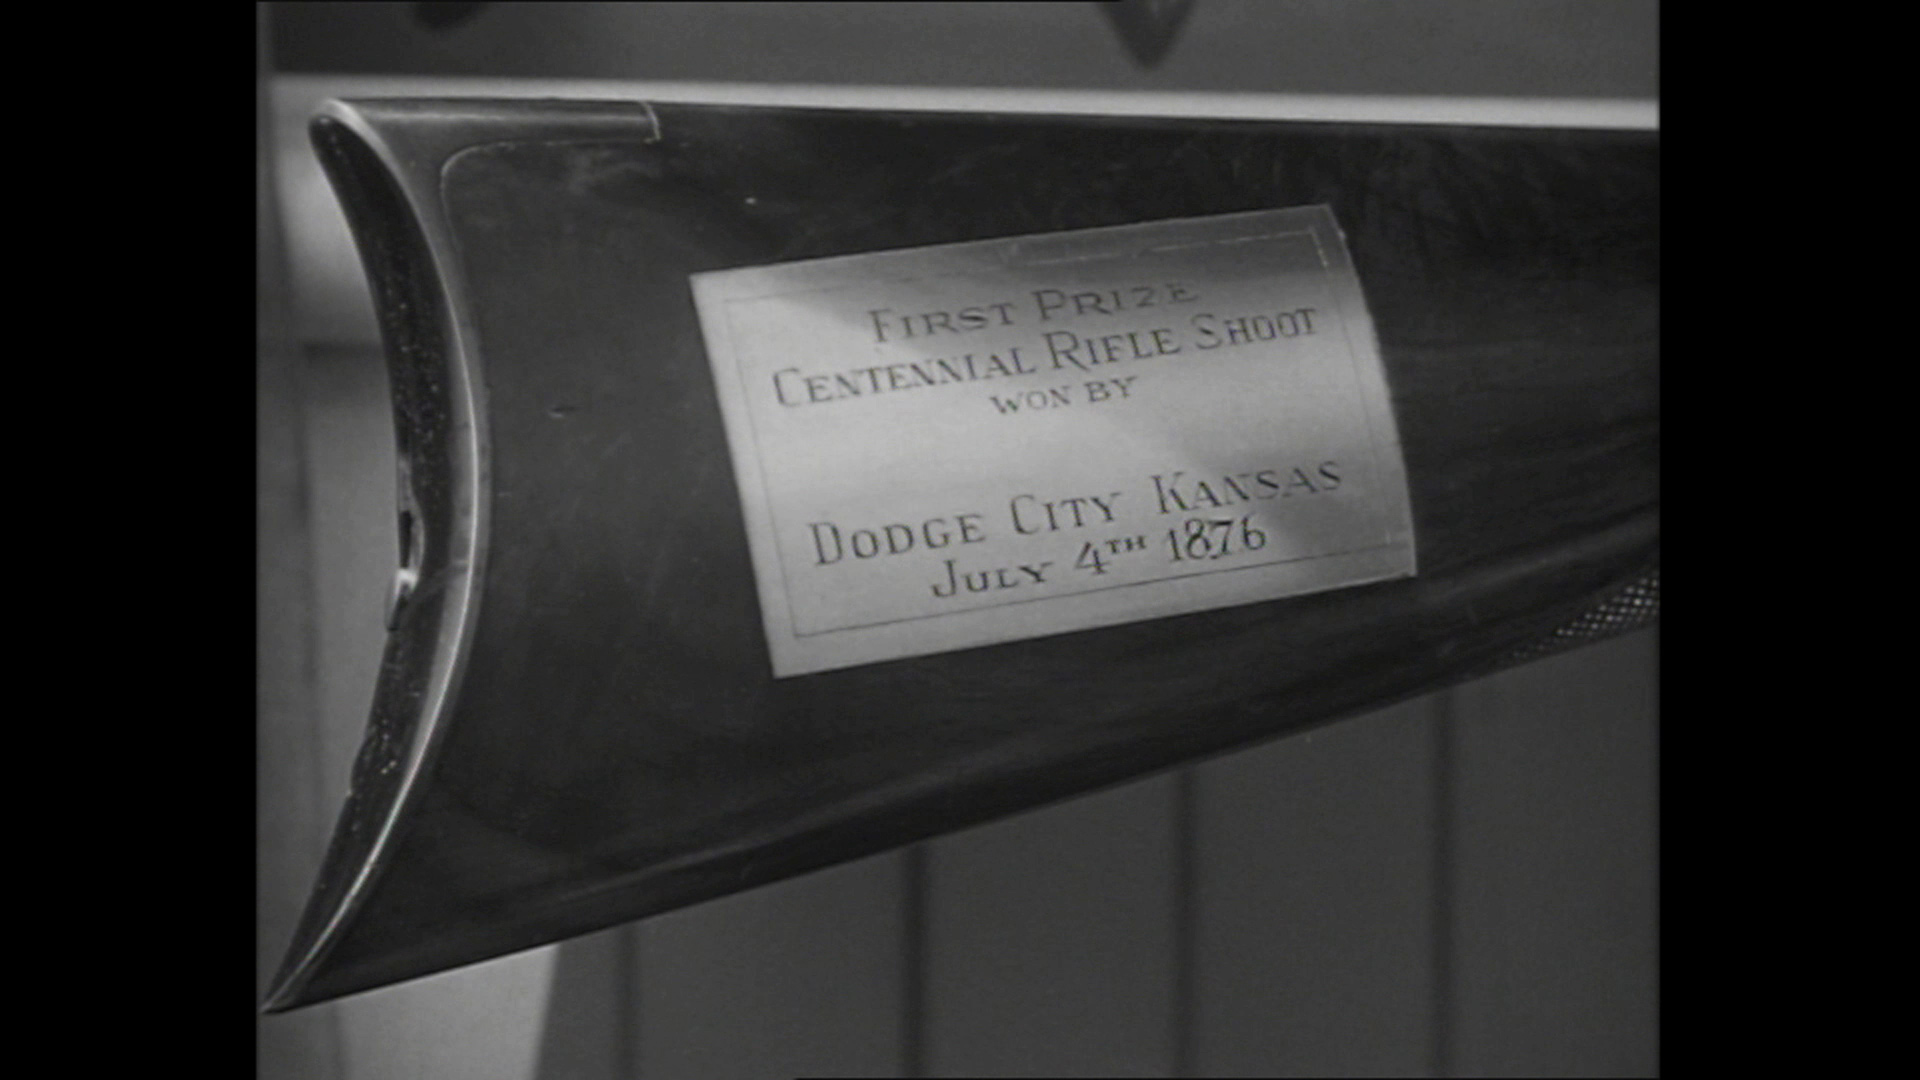 First Prize
Centennial Rifle Shoot
won by
Dodge City Kansas
July 4th 1876